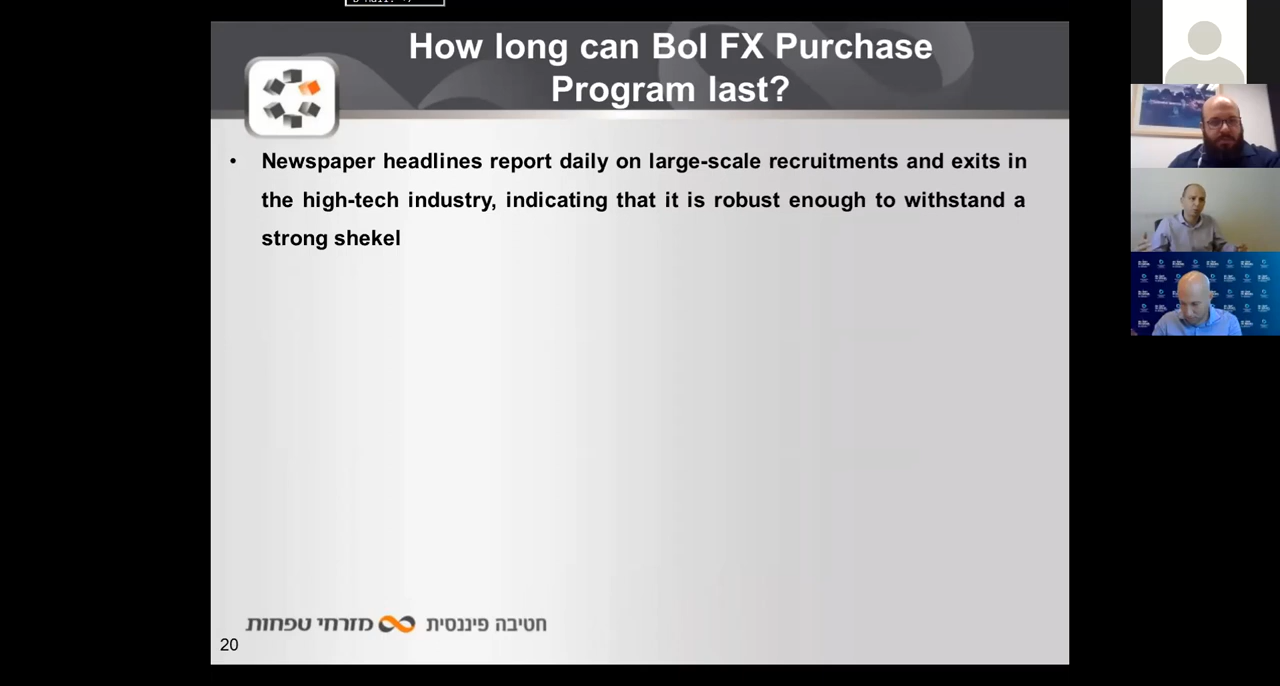 How long can BoI FX Purchase
Program last?
• Newspaper headlines report daily on large-scale recruitments and exits in
the high-tech industry, indicating that it is robust enough to withstand a
strong shekel
חטיבה פיננסית מזרחי טפחות
20